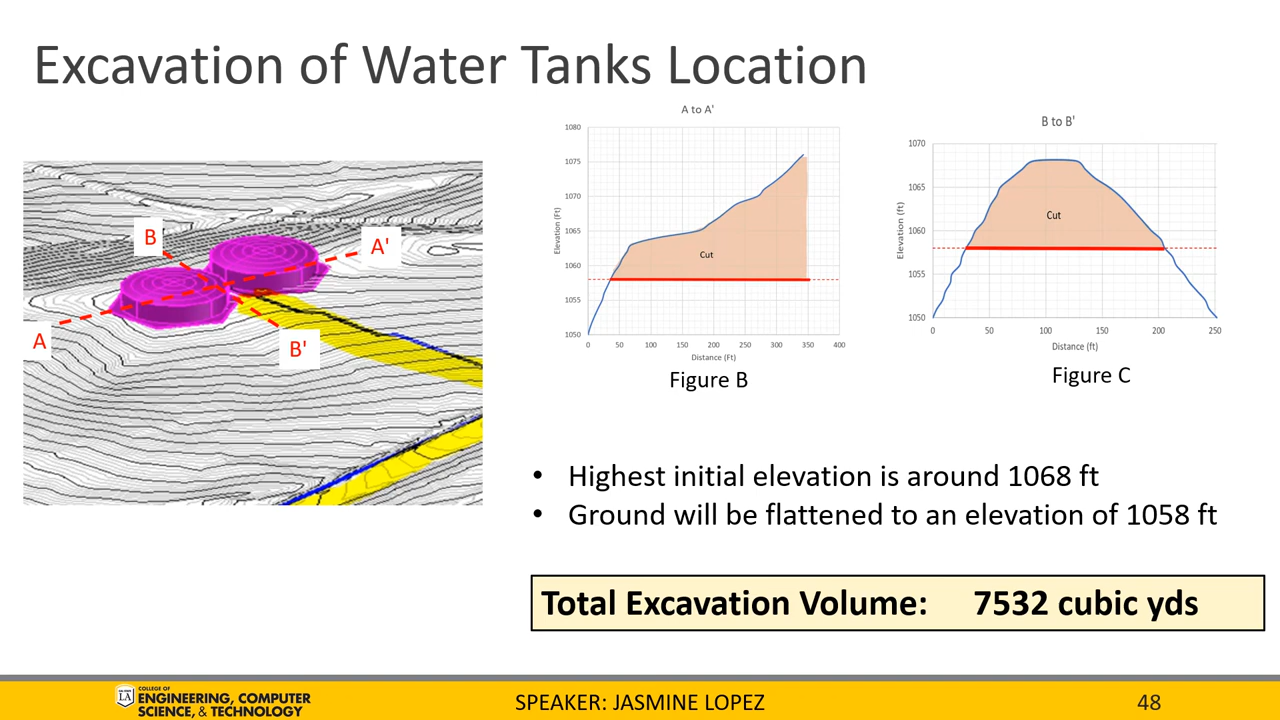 Excavation of Water Tanks Location
B
A'
A
B'
A to A'
1080
1075
1070
1065
1060
1055
1050
Elevation (Ft)
Cut
0 50 100 150 200 250 300 350 400
Distance (Ft)
Figure B
B to B'
1070
1065
1060
1055
1050
Elevation (ft)
Cut
0 50 100 150 200 250
Distance (ft)
Figure C
• Highest initial elevation is around 1068 ft
• Ground will be flattened to an elevation of 1058 ft
Total Excavation Volume: 7532 cubic yds
LA
COLLEGE OF
ENGINEERING, COMPUTER
SCIENCE, & TECHNOLOGY
SPEAKER: JASMINE LOPEZ
48